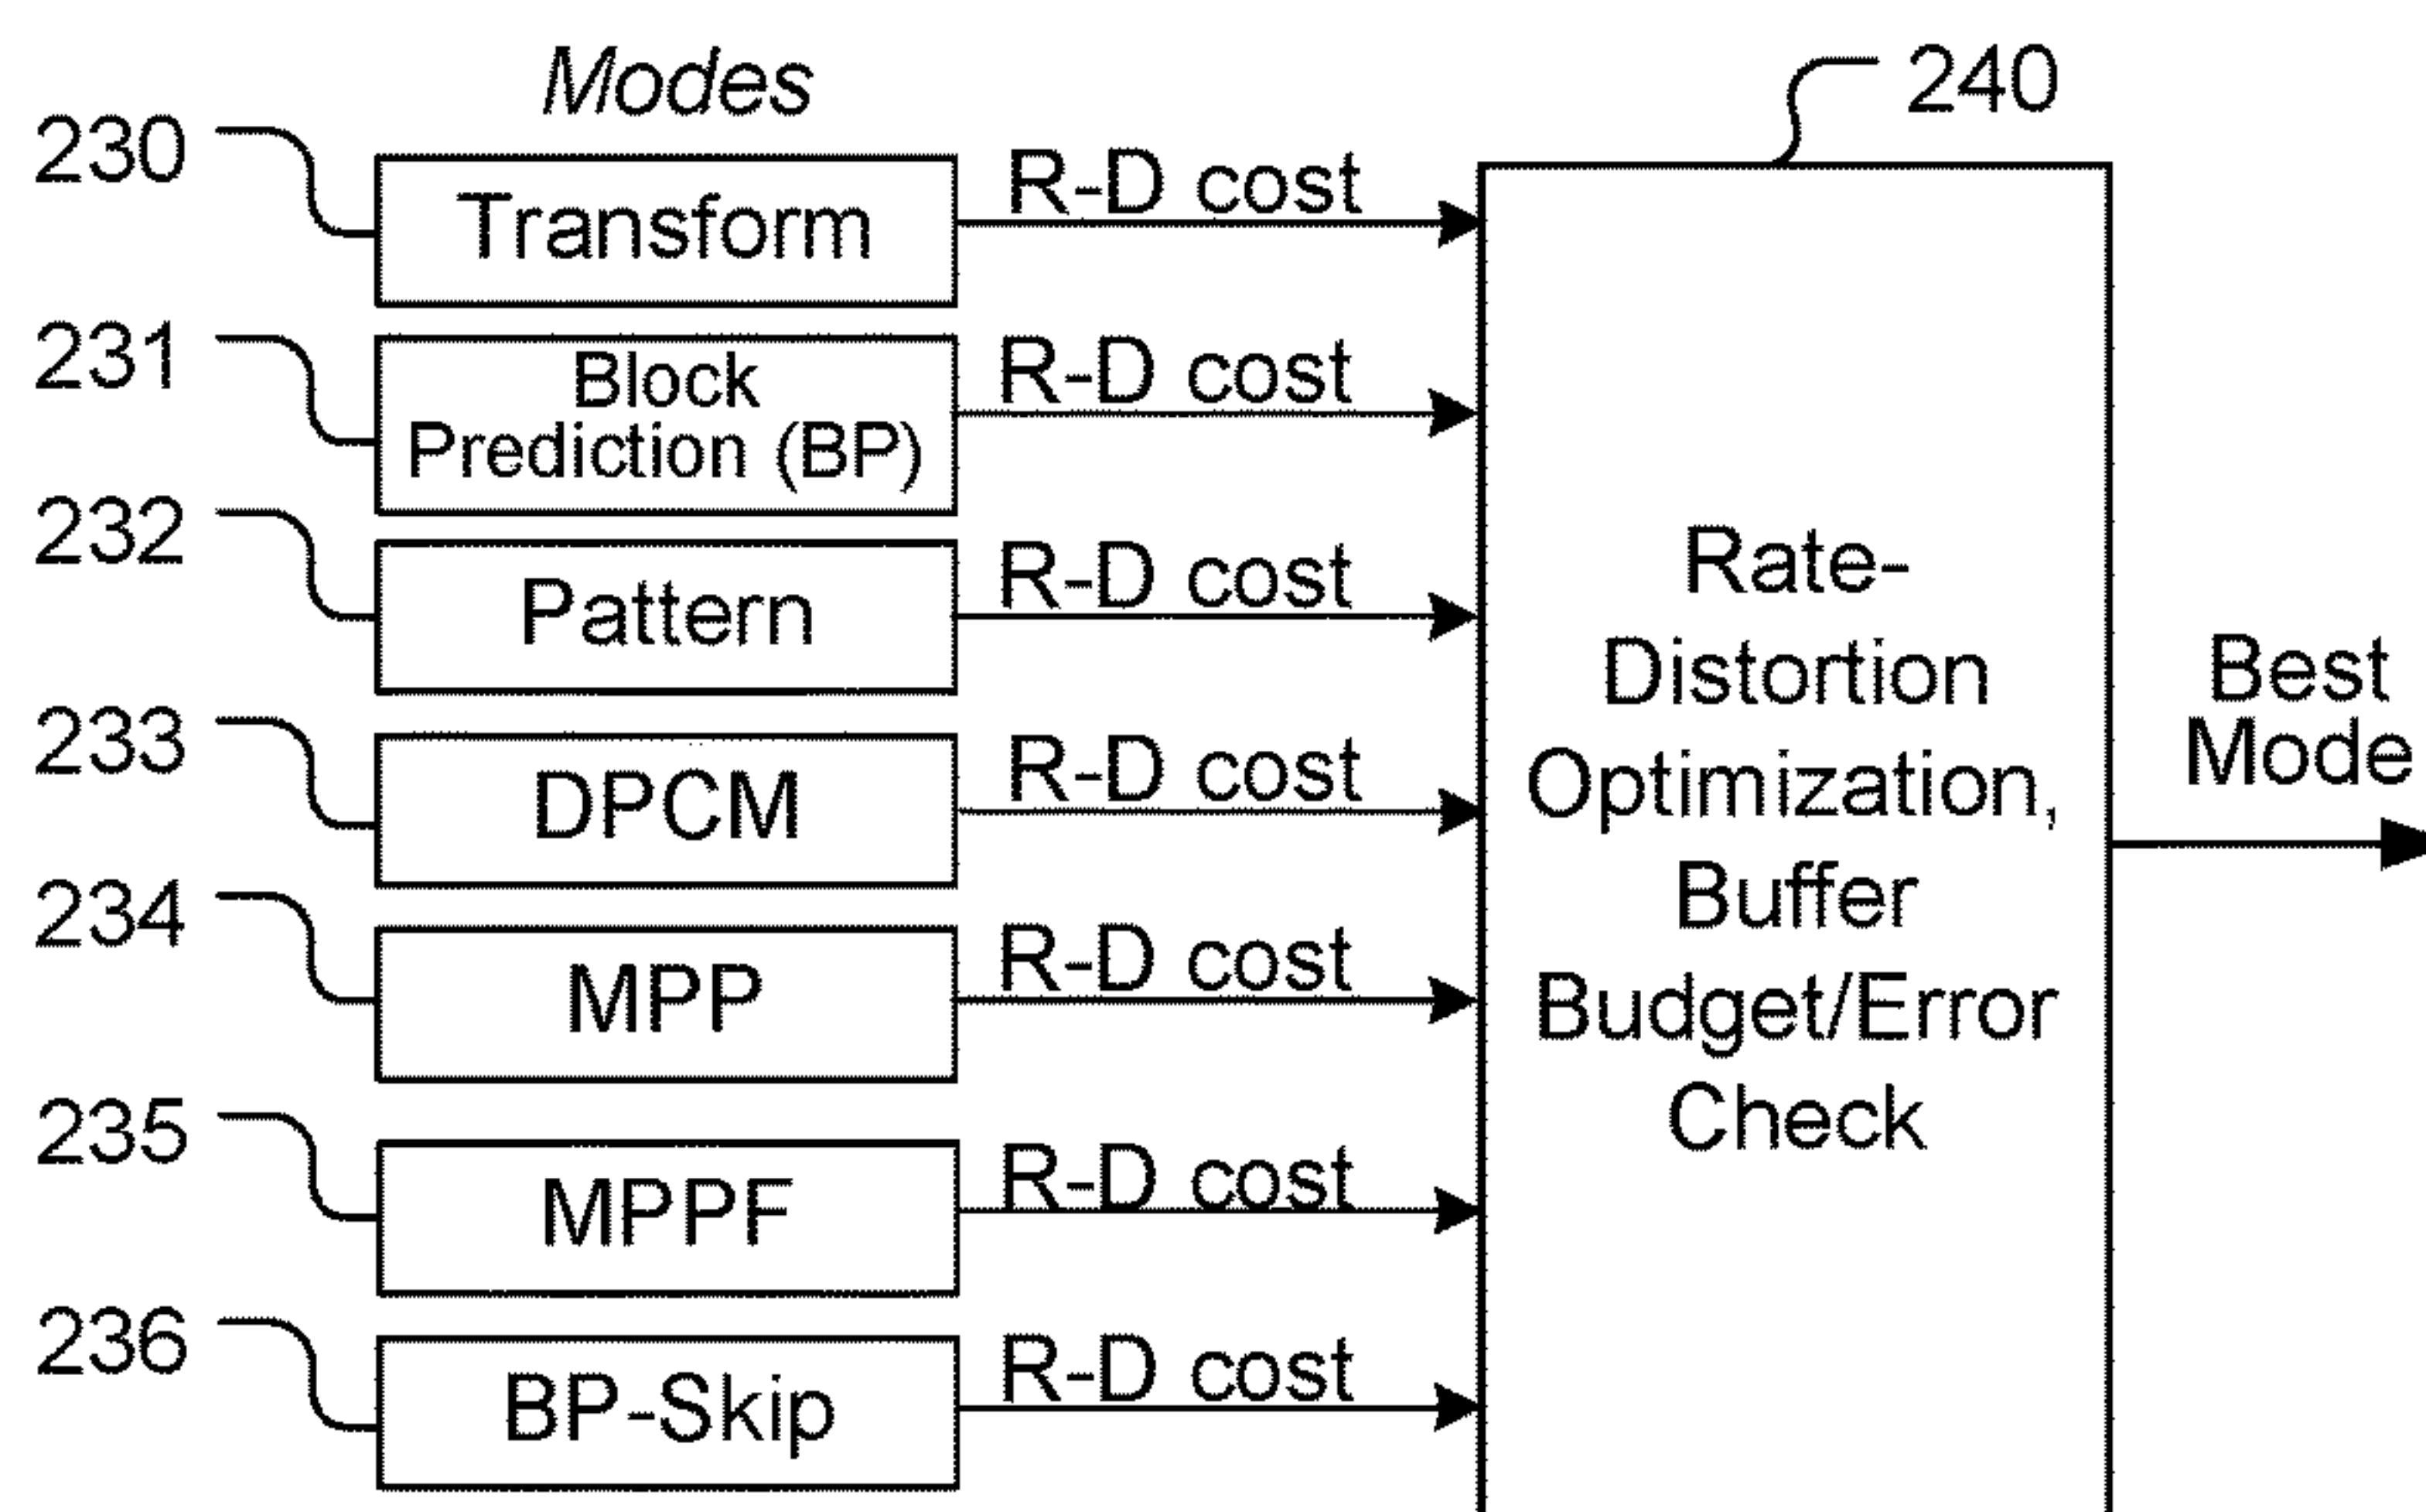 Modes
230
Transform
R-D cost
240
231
Block
Prediction (BP)
R-D cost
232
Pattern
R-D cost
233
DPCM
R-D cost
234
MPP
R-D cost
235
MPPF
R-D cost
236
BP-Skip
R-D cost
Rate-
Distortion
Optimization,
Buffer
Budget/Error
Check
Best
Mode